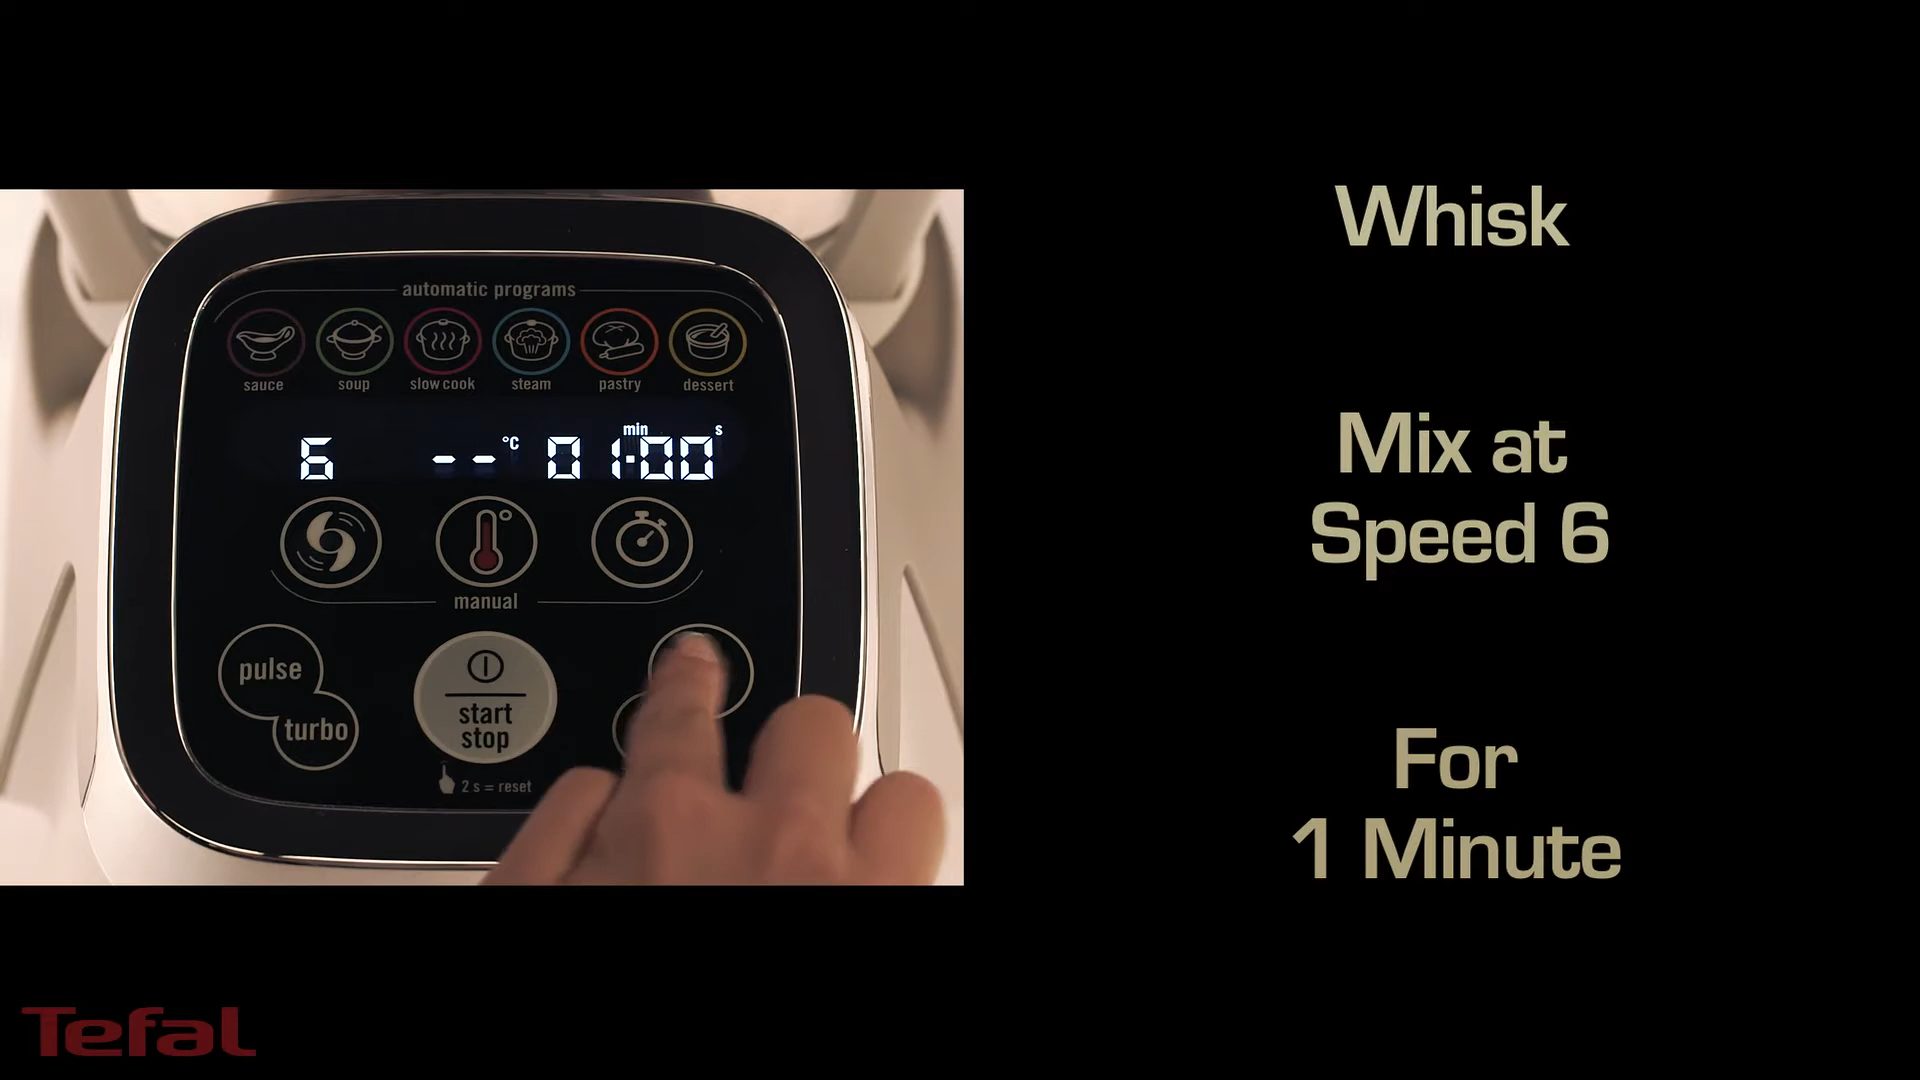 automatic programs
sauce soup slow cook steam pastry dessert
min s
6 --°C 01:00
manual
pulse
turbo
start
stop
2 s = reset
Whisk
Mix at
Speed 6
For
1 Minute
Tefal